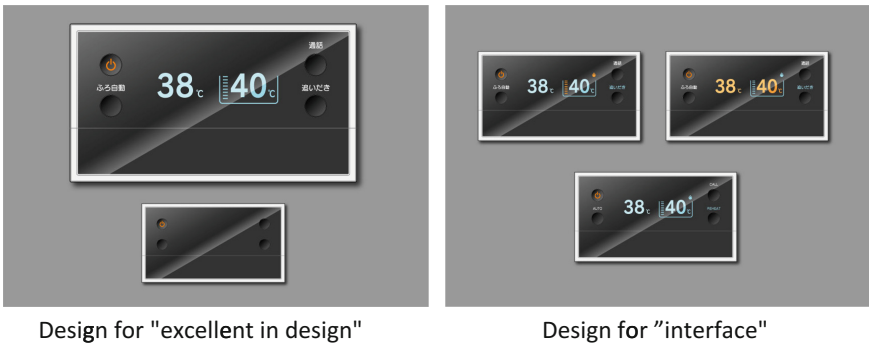 通話
ふろ自動
38℃
40℃
追いだき
通話
ふろ自動
38℃
40℃
追いだき
通話
ふろ自動
38℃
40℃
追いだき
CALL
AUTO
38℃
40℃
REHEAT
Design for "excellent in design"
Design for ”interface"